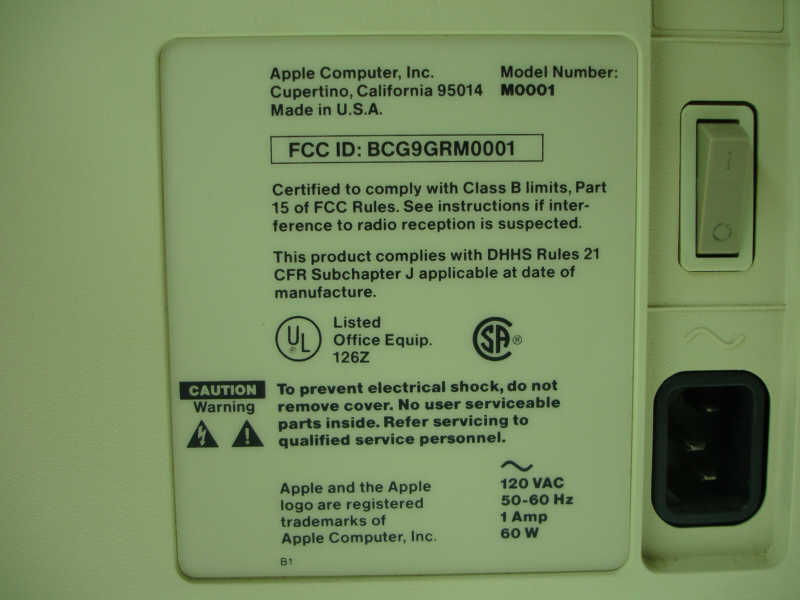 Apple Computer, Inc. Model Number:
Cupertino, California 95014 M0001
Made in U.S.A.
FCC ID: BCG9GRM0001
Certified to comply with Class B limits, Part
15 of FCC Rules. See instructions if inter-
ference to radio reception is suspected.
This product complies with DHHS Rules 21
CFR Subchapter J applicable at date of
manufacture.
UL
®
Listed
Office Equip.
126Z
SA®
CAUTION
Warning
To prevent electrical shock, do not
remove cover. No user serviceable
parts inside. Refer servicing to
qualified service personnel.
Apple and the Apple
logo are registered
trademarks of
Apple Computer, Inc.
120 VAC
50-60 Hz
1 Amp
60 W
B1
I
O